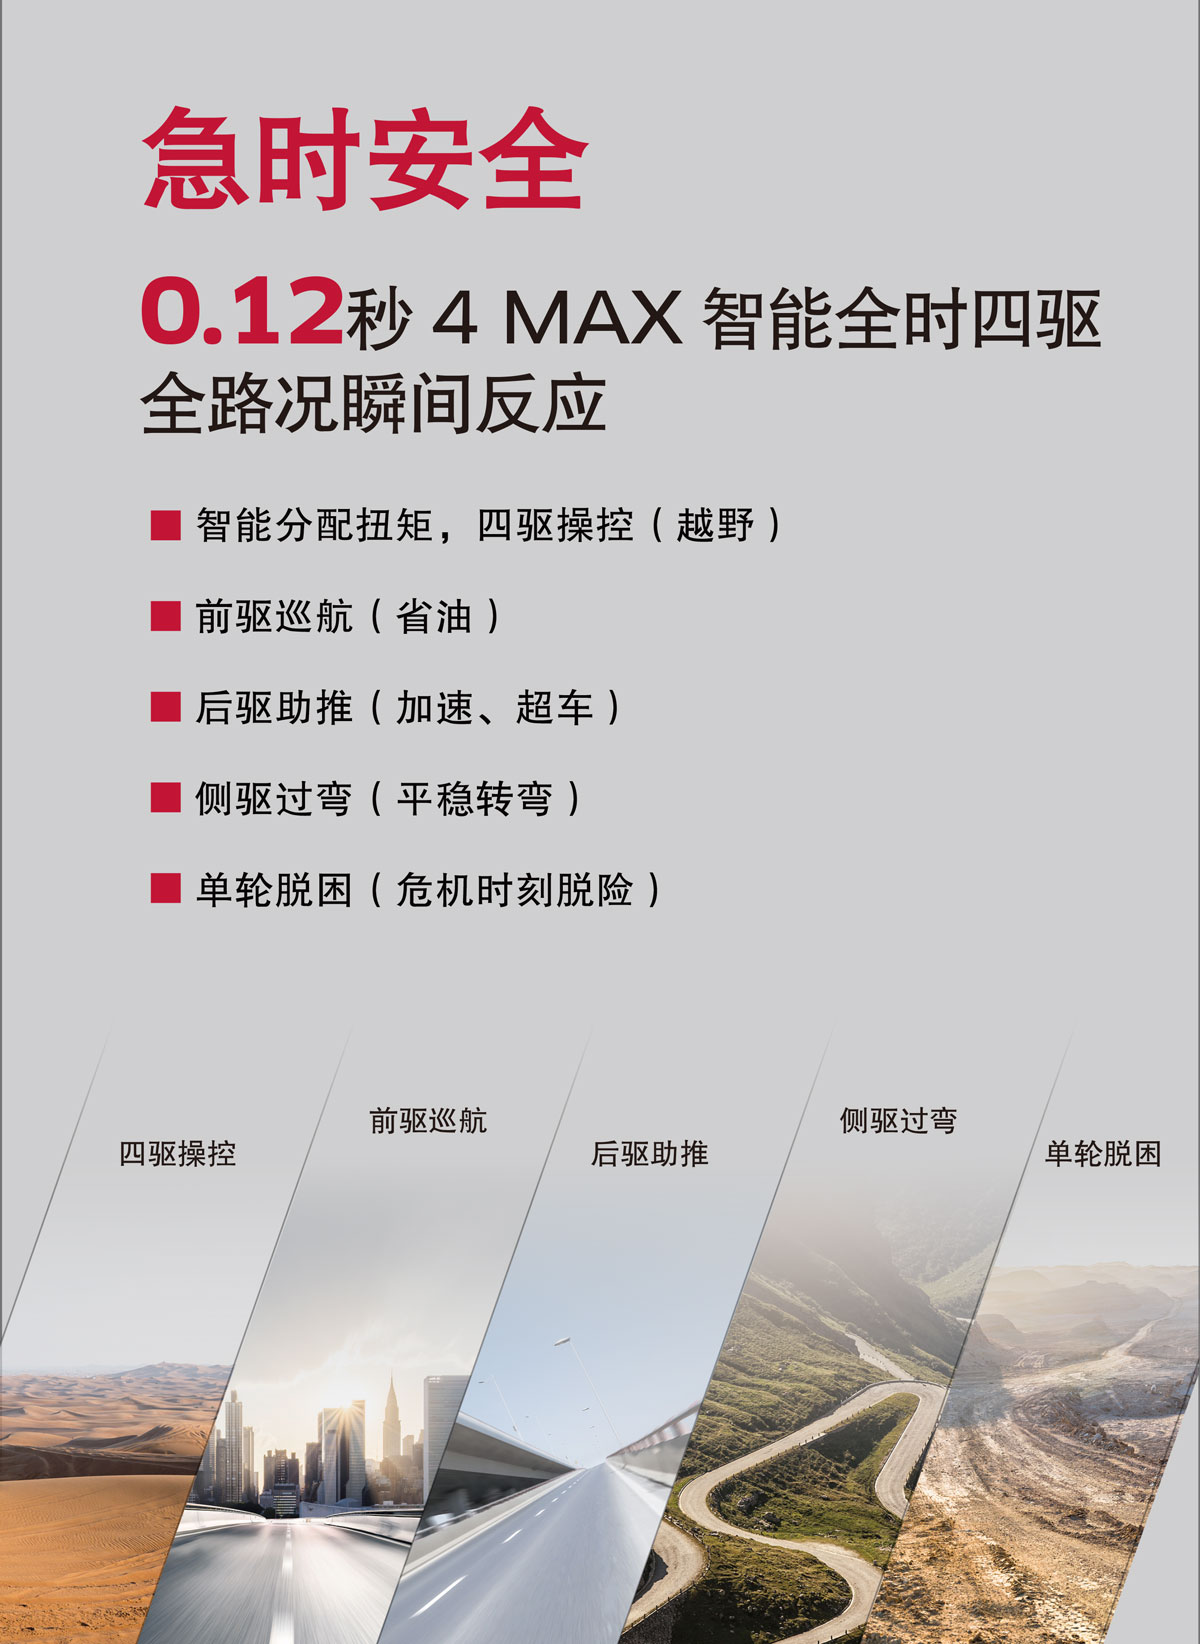 急时安全
0.12秒 4 MAX 智能全时四驱
全路况瞬间反应
智能分配扭矩，四驱操控（越野）
前驱巡航（省油）
后驱助推（加速、超车）
侧驱过弯（平稳转弯）
单轮脱困（危机时刻脱险）
四驱操控
前驱巡航
后驱助推
侧驱过弯
单轮脱困